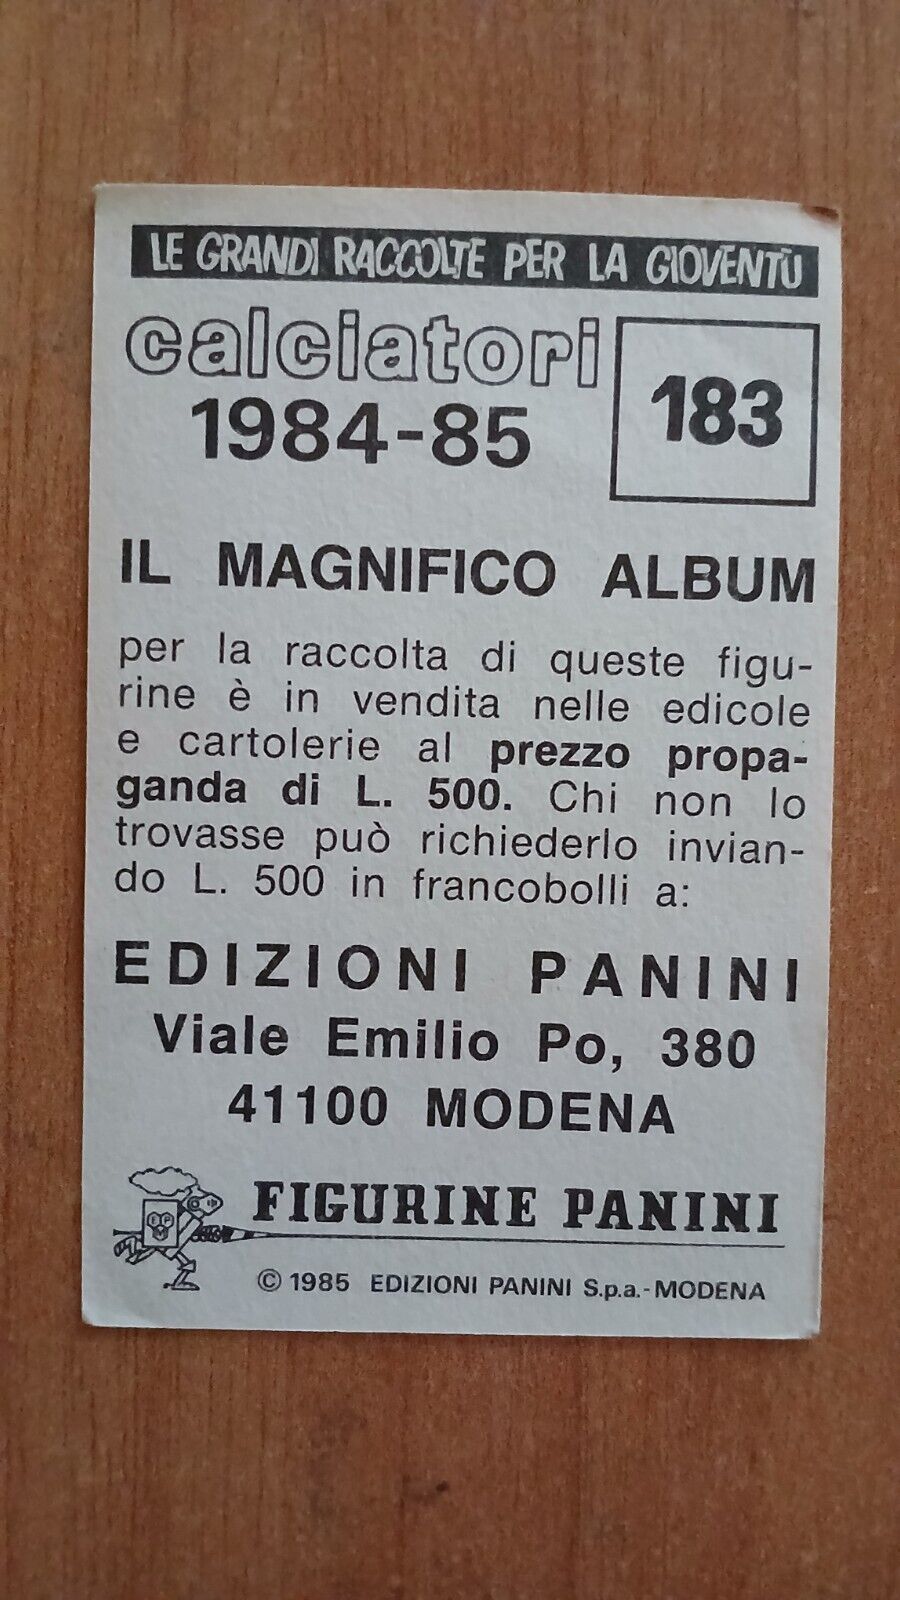 LE GRANDI RACCOLTE PER LA GIOVENTÙ
calciatori
1984-85
183
IL MAGNIFICO ALBUM
per la raccolta di queste figu-
rine è in vendita nelle edicole
e cartolerie al prezzo propa-
ganda di L. 500. Chi non lo
trovasse può richiederlo invian-
do L. 500 in francobolli a:
EDIZIONI PANINI
Viale Emilio Po, 380
41100 MODENA
FIGURINE PANINI
© 1985 EDIZIONI PANINI S.p.a.-MODENA